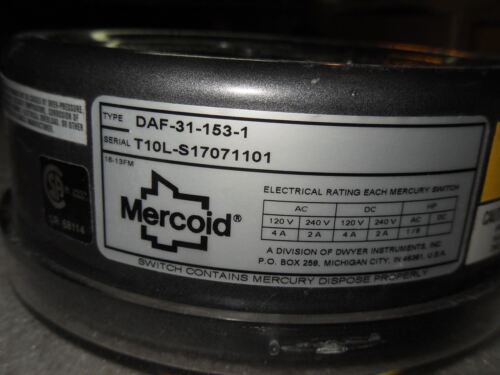 TYPE DAF-31-153-1
SERIAL T10L-S17071101
16-13FM
Mercoid®
ELECTRICAL RATING EACH MERCURY SWITCH
AC DC HP
120 V 240 V 120 V 240 V AC DC
4 A 2 A 4 A 2 A 1/8
A DIVISION OF DWYER INSTRUMENTS, INC.
P.O. BOX 258, MICHIGAN CITY, IN 46361, U.S.A.
SWITCH CONTAINS MERCURY DISPOSE PROPERLY
LR 68114